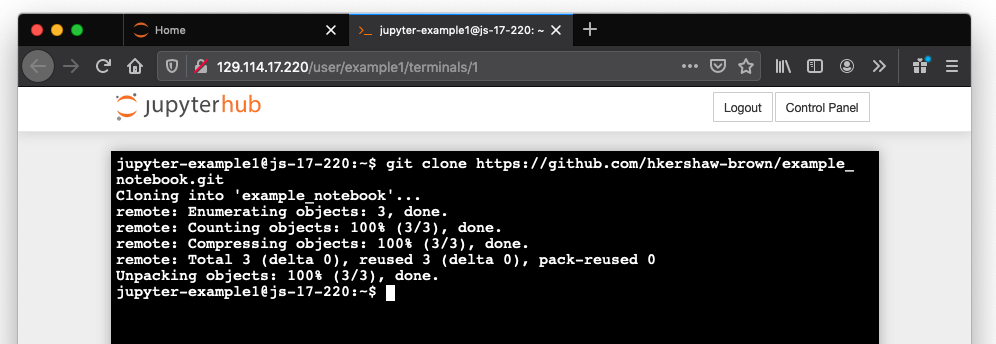 Home
jupyter-example1@js-17-220: ~
129.114.17.220/user/example1/terminals/1
jupyterhub
Logout
Control Panel
jupyter-example1@js-17-220:~$ git clone https://github.com/hkershaw-brown/example_
notebook.git
Cloning into 'example_notebook'...
remote: Enumerating objects: 3, done.
remote: Counting objects: 100% (3/3), done.
remote: Compressing objects: 100% (3/3), done.
remote: Total 3 (delta 0), reused 3 (delta 0), pack-reused 0
Unpacking objects: 100% (3/3), done.
jupyter-example1@js-17-220:~$